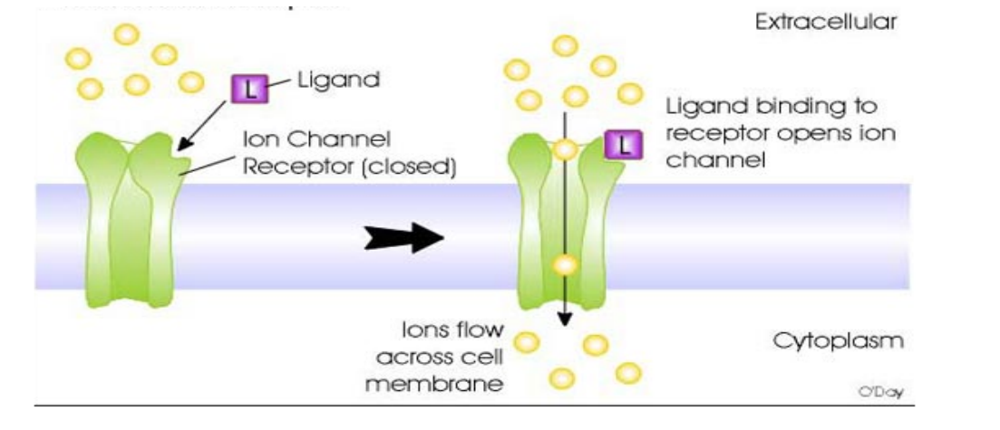 Extracellular
L
Ligand
Ion Channel
Receptor (closed)
L
Ligand binding to
receptor opens ion
channel
Ions flow
across cell
membrane
Cytoplasm
O'Day